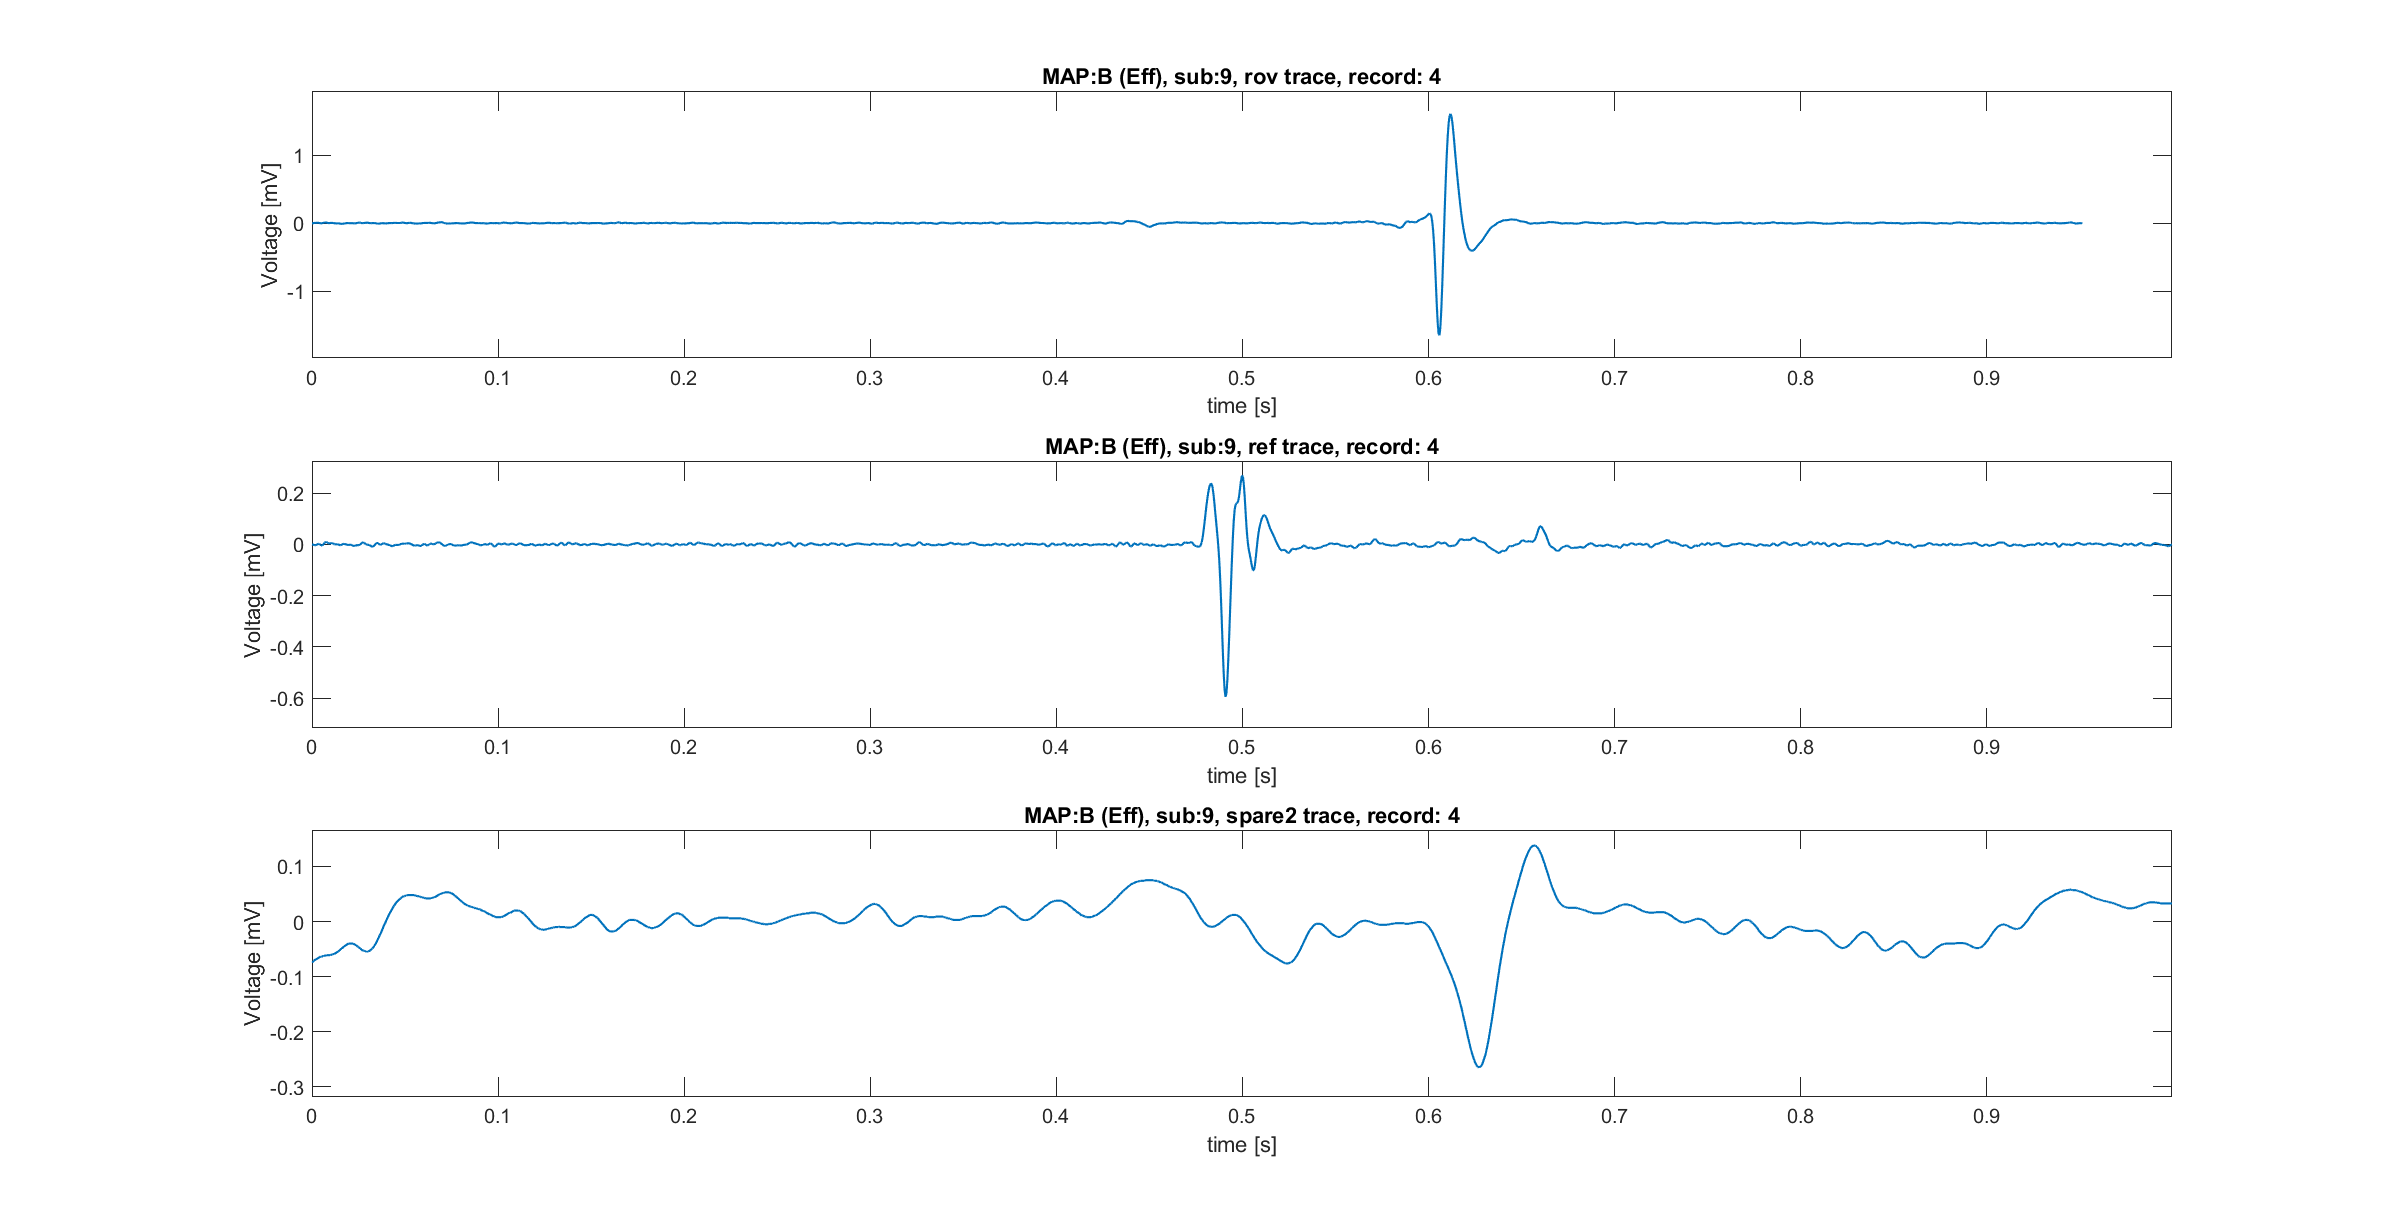 MAP:B (Eff), sub:9, rov trace, record: 4
1
0
-1
Voltage [mV]
0 0.1 0.2 0.3 0.4 0.5 0.6 0.7 0.8 0.9
time [s]
MAP:B (Eff), sub:9, ref trace, record: 4
0.2
0
-0.2
-0.4
-0.6
Voltage [mV]
0 0.1 0.2 0.3 0.4 0.5 0.6 0.7 0.8 0.9
time [s]
MAP:B (Eff), sub:9, spare2 trace, record: 4
0.1
0
-0.1
-0.2
-0.3
Voltage [mV]
0 0.1 0.2 0.3 0.4 0.5 0.6 0.7 0.8 0.9
time [s]